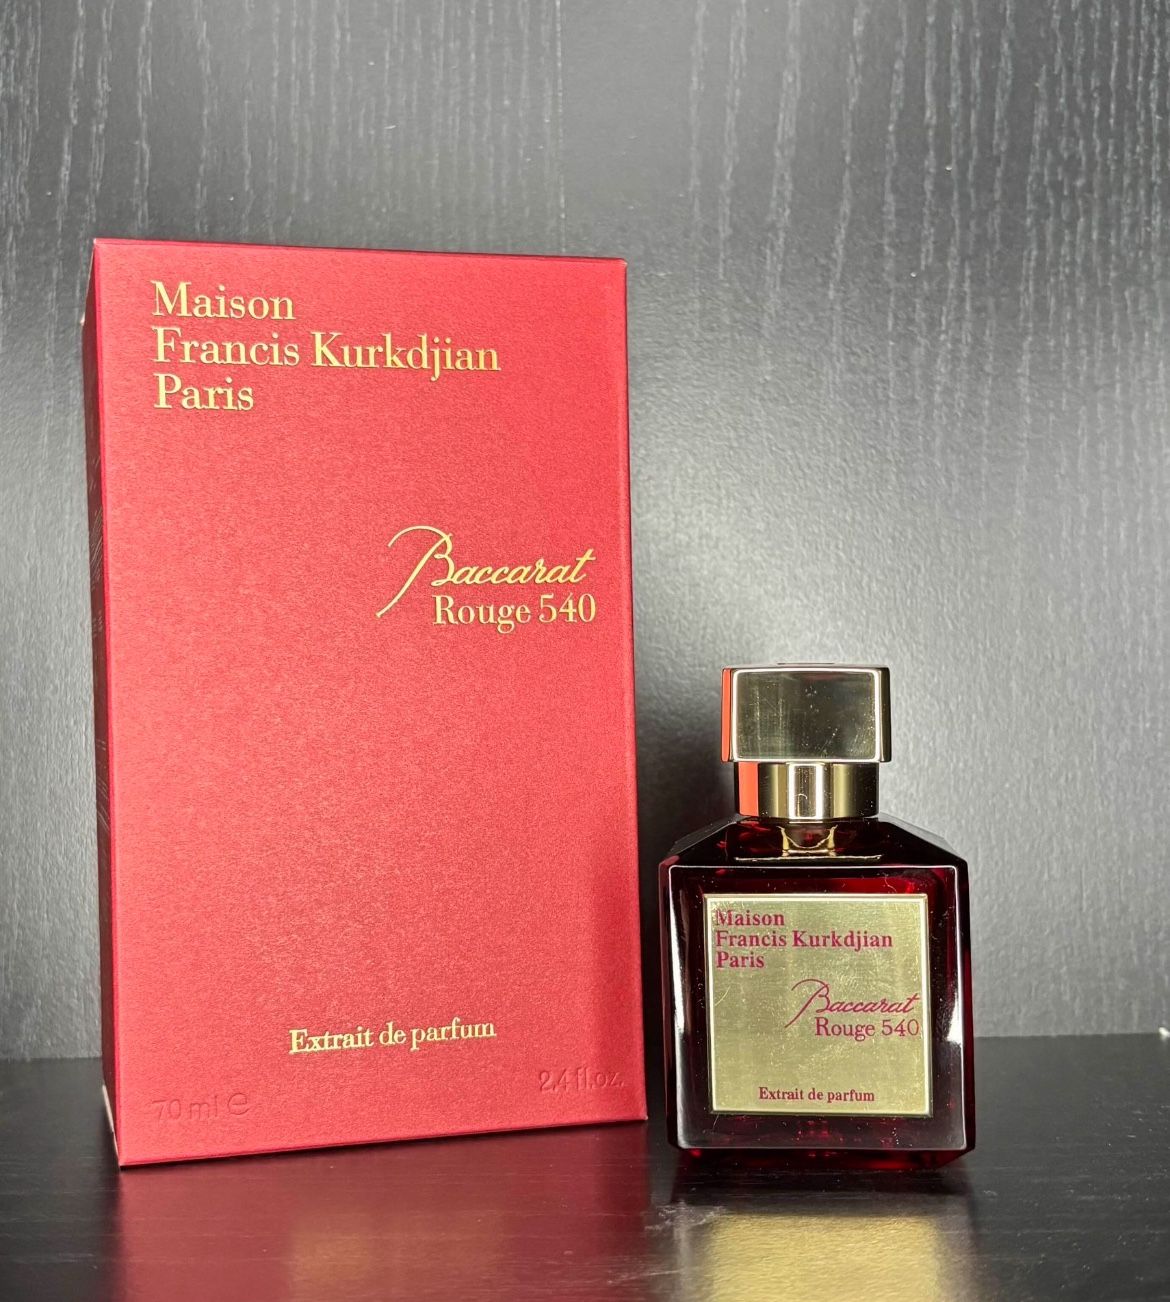 Maison
Francis Kurkdjian
Paris
Baccarat
Rouge 540
Extrait de parfum
70 ml e
2,4 fl.oz.
Maison
Francis Kurkdjian
Paris
Baccarat
Rouge 540
Extrait de parfum